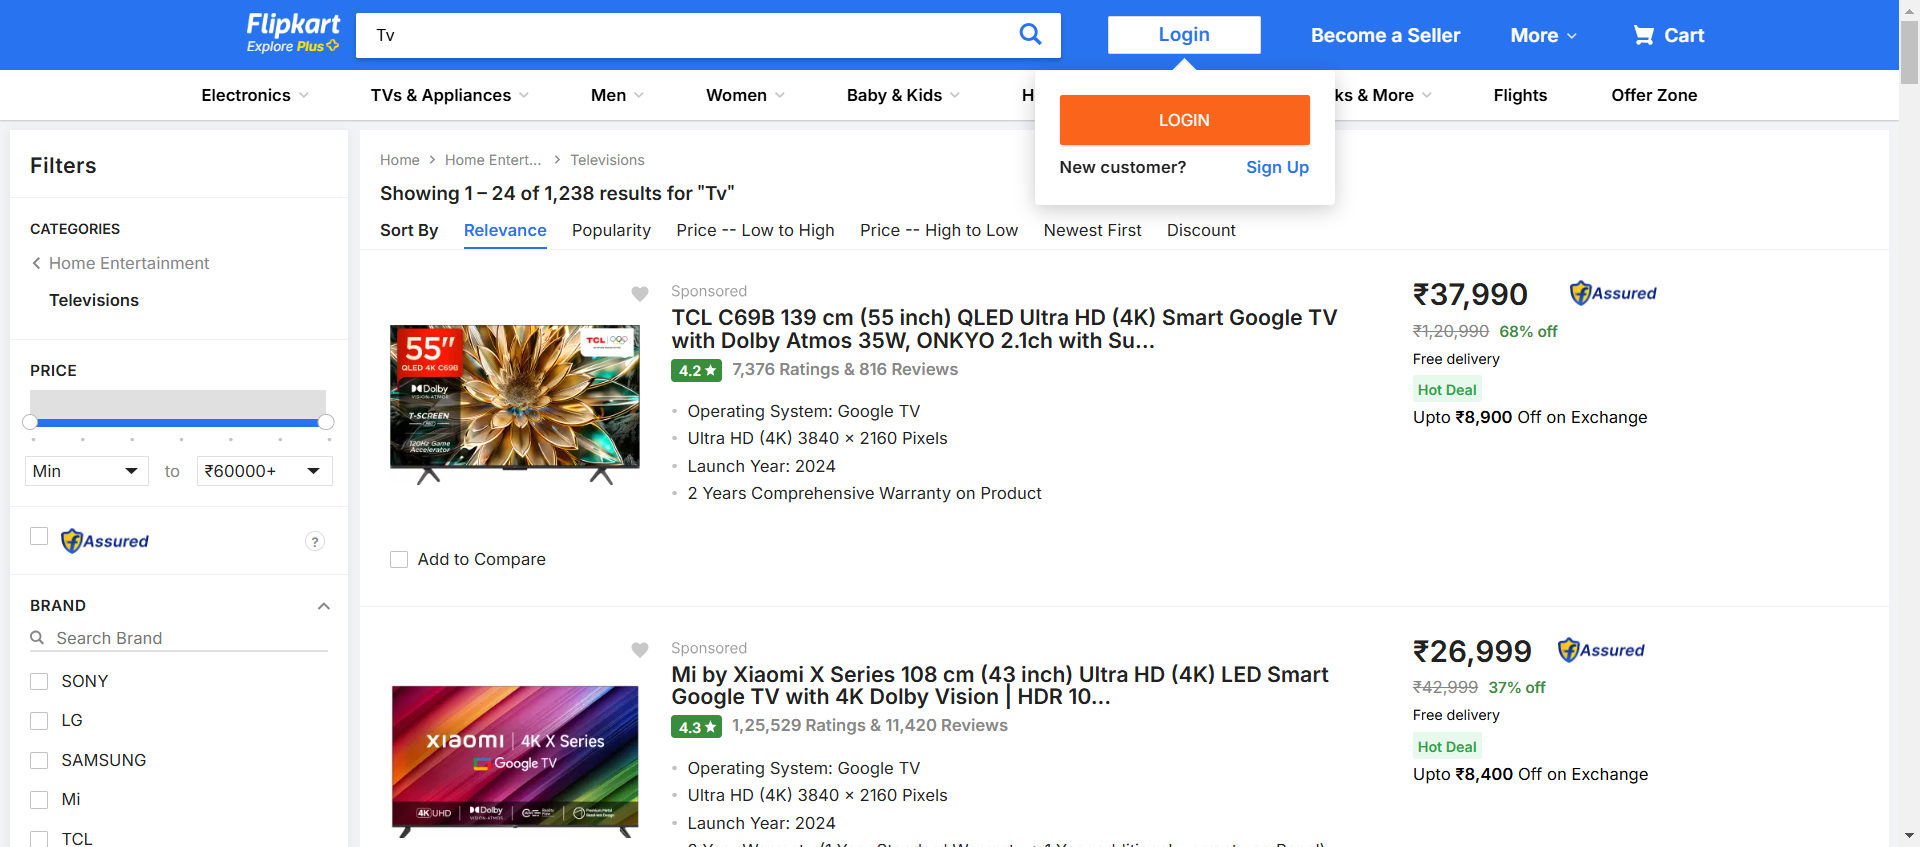 Flipkart
Explore Plus
Tv
Login
Become a Seller
More
Cart
Electronics
TVs & Appliances
Men
Women
Baby & Kids
H
ks & More
Flights
Offer Zone
LOGIN
New customer? Sign Up
Filters
CATEGORIES
Home Entertainment
Televisions
PRICE
Min to ₹60000+
Assured
?
BRAND
Search Brand
SONY
LG
SAMSUNG
Mi
TCL
Home > Home Entert... > Televisions
Showing 1 – 24 of 1,238 results for "Tv"
Sort By Relevance Popularity Price -- Low to High Price -- High to Low Newest First Discount
55"
QLED 4K C69B
TCL
Dolby
VISION·ATMOS
T-SCREEN
PRO
120Hz Game
Accelerator
Add to Compare
Sponsored
TCL C69B 139 cm (55 inch) QLED Ultra HD (4K) Smart Google TV
with Dolby Atmos 35W, ONKYO 2.1ch with Su...
4.2 ★ 7,376 Ratings & 816 Reviews
Operating System: Google TV
Ultra HD (4K) 3840 × 2160 Pixels
Launch Year: 2024
2 Years Comprehensive Warranty on Product
₹37,990 Assured
₹1,20,990 68% off
Free delivery
Hot Deal
Upto ₹8,900 Off on Exchange
xiaomi | 4K X Series
Google TV
4K UHD
Dolby
VISION·ATMOS
Sponsored
Mi by Xiaomi X Series 108 cm (43 inch) Ultra HD (4K) LED Smart
Google TV with 4K Dolby Vision | HDR 10...
4.3 ★ 1,25,529 Ratings & 11,420 Reviews
Operating System: Google TV
Ultra HD (4K) 3840 × 2160 Pixels
Launch Year: 2024
₹26,999 Assured
₹42,999 37% off
Free delivery
Hot Deal
Upto ₹8,400 Off on Exchange